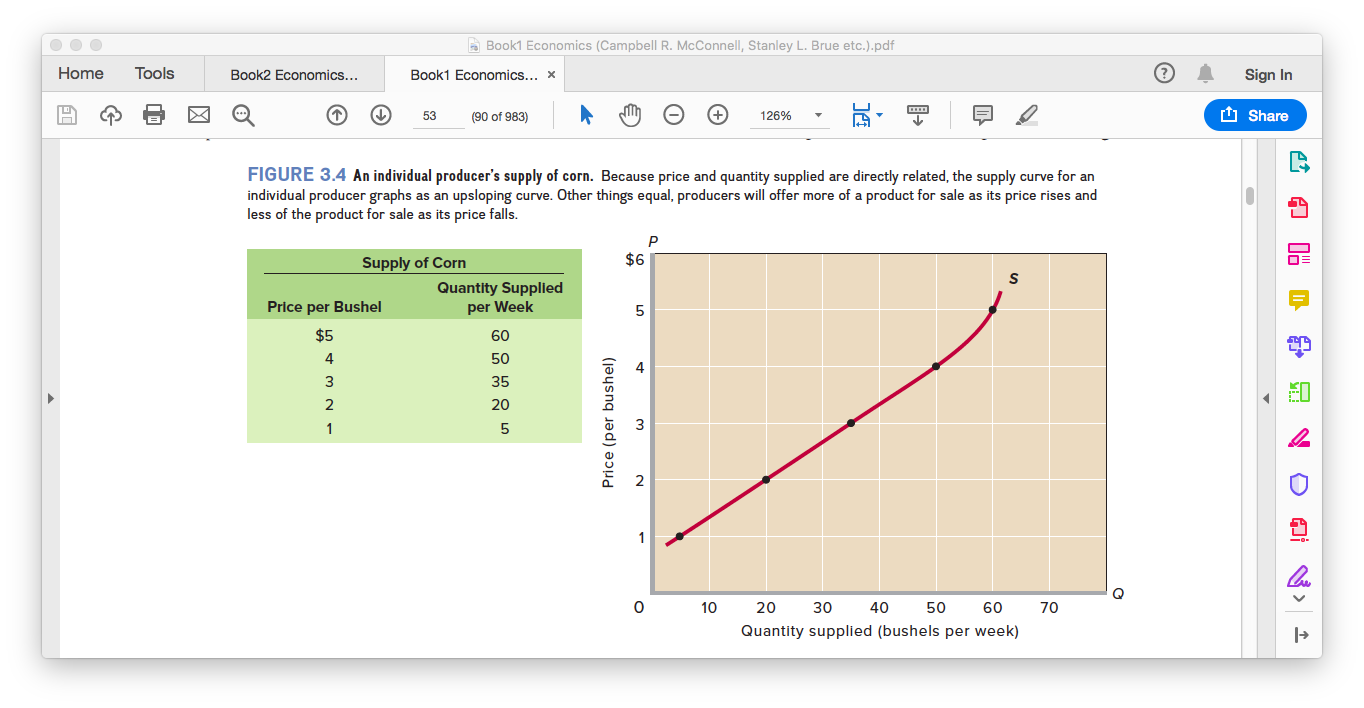 Book1 Economics (Campbell R. McConnell, Stanley L. Brue etc.).pdf
Home Tools Book2 Economics... Book1 Economics... × ? Sign In
53 (90 of 983) 126% Share
FIGURE 3.4 An individual producer's supply of corn. Because price and quantity supplied are directly related, the supply curve for an
individual producer graphs as an upsloping curve. Other things equal, producers will offer more of a product for sale as its price rises and
less of the product for sale as its price falls.
Supply of Corn
Quantity Supplied
Price per Bushel per Week
$5 60
4 50
3 35
2 20
1 5
P
$6
5
4
3
2
1
0
Price (per bushel)
S
10 20 30 40 50 60 70
Q
Quantity supplied (bushels per week)